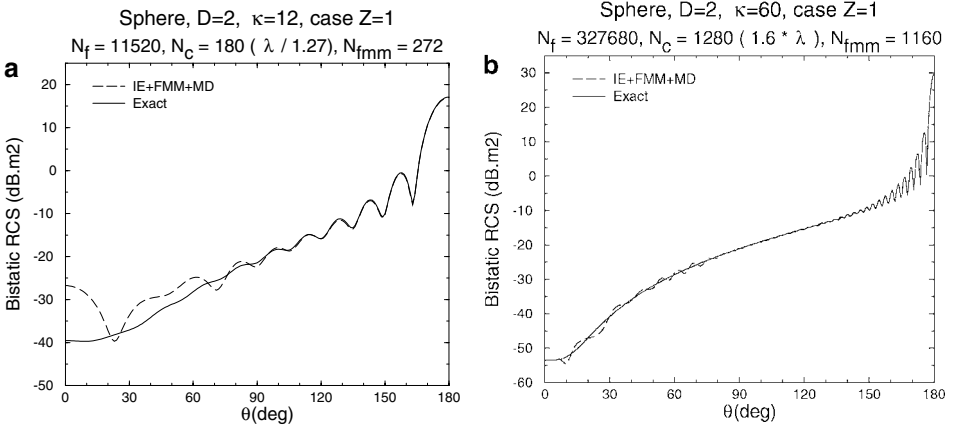 Sphere, D=2, κ=12, case Z=1
N_f = 11520, N_c = 180 ( λ / 1.27), N_fmm = 272
a
IE+FMM+MD
Exact
20
10
0
-10
-20
-30
-40
-50
Bistatic RCS (dB.m2)
0
30
60
90
120
150
180
θ(deg)
Sphere, D=2, κ=60, case Z=1
N_f = 327680, N_c = 1280 ( 1.6 * λ ), N_fmm = 1160
b
IE+FMM+MD
Exact
30
20
10
0
-10
-20
-30
-40
-50
-60
Bistatic RCS (dB.m2)
0
30
60
90
120
150
180
θ(deg)